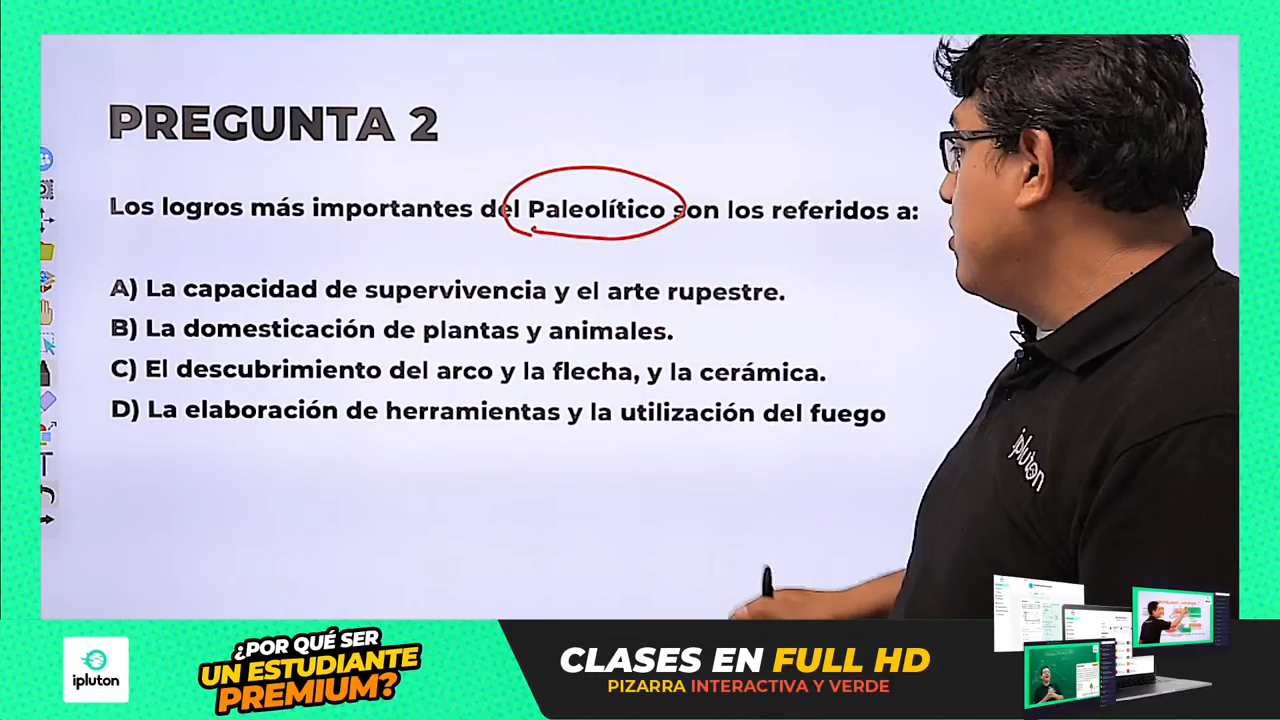 PREGUNTA 2
Los logros más importantes del Paleolítico son los referidos a:
A) La capacidad de supervivencia y el arte rupestre.
B) La domesticación de plantas y animales.
C) El descubrimiento del arco y la flecha, y la cerámica.
D) La elaboración de herramientas y la utilización del fuego
ipluton
ipluton
¿POR QUÉ SER
UN ESTUDIANTE
PREMIUM?
CLASES EN FULL HD
PIZARRA INTERACTIVA Y VERDE